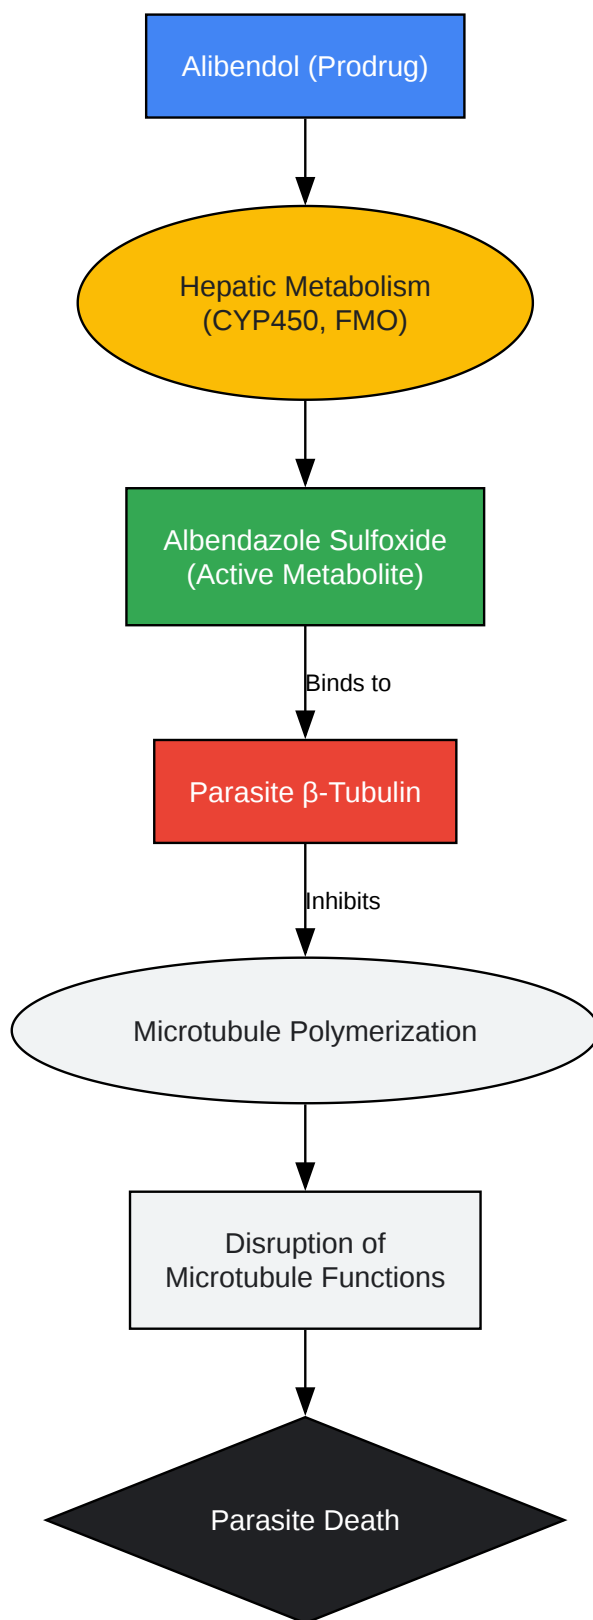 Alibendol (Prodrug)
Hepatic Metabolism
(CYP450, FMO)
Albendazole Sulfoxide
(Active Metabolite)
Binds to
Parasite β-Tubulin
Inhibits
Microtubule Polymerization
Disruption of
Microtubule Functions
Parasite Death